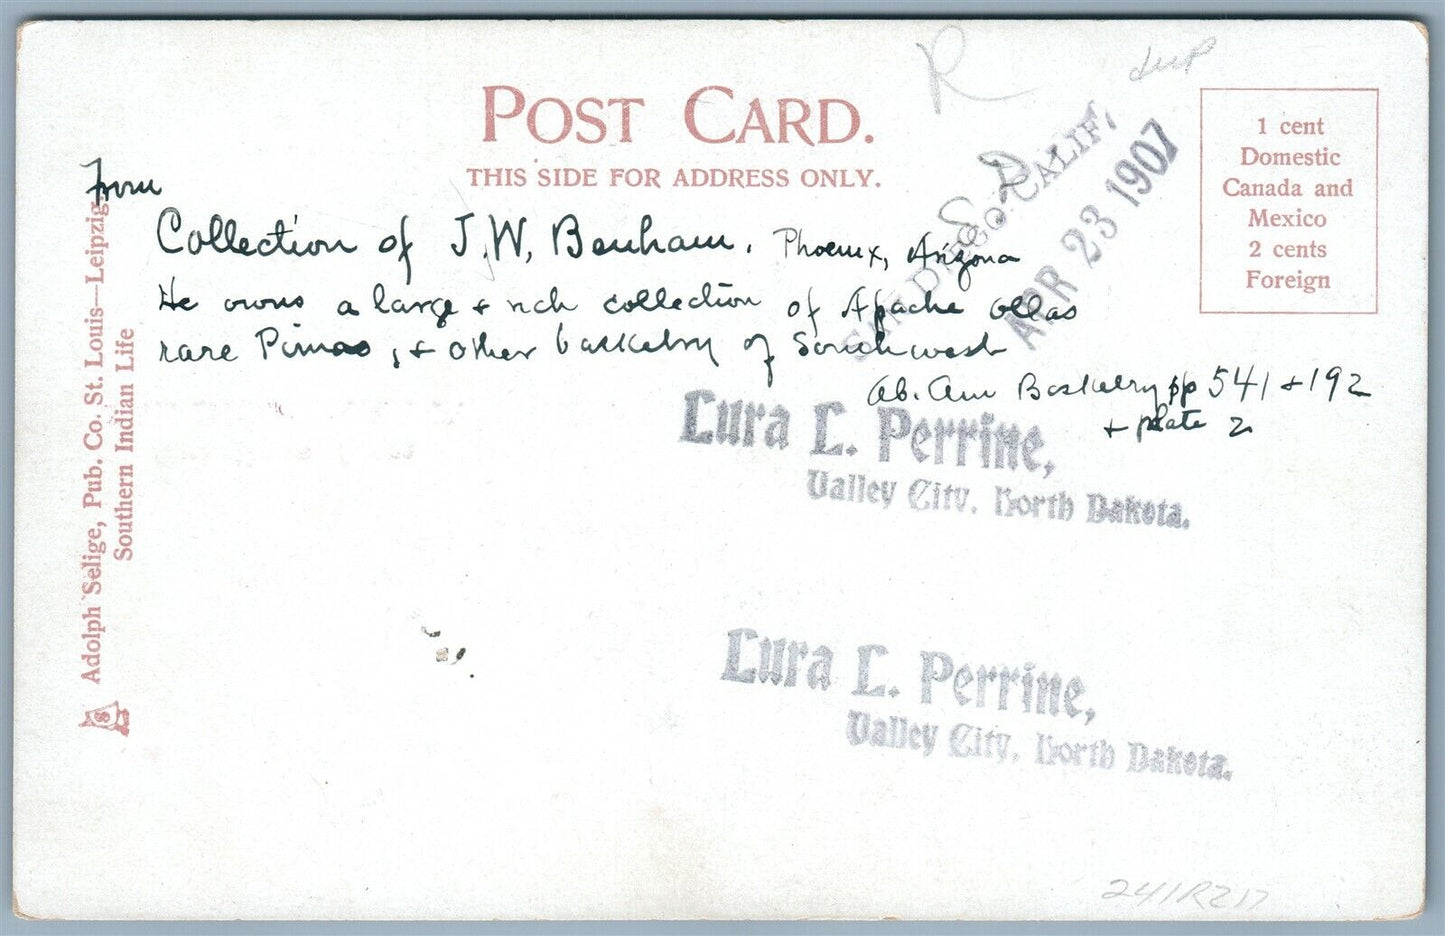 R
dup
POST CARD.
THIS SIDE FOR ADDRESS ONLY.
1 cent
Domestic
Canada and
Mexico
2 cents
Foreign
SAN DIEGO CALIF.
APR 23 1907
From
Collection of J.W. Benham. Phoenix, Arizona
He owns a large + rich collection of Apache ollas
rare Pimas, + other basketry of Southwest
Ab. Am Basketry pp 541 + 192
+ plate 2
Lura L. Perrine,
Valley City, North Dakota.
Lura L. Perrine,
Valley City, North Dakota.
Adolph Selige, Pub. Co. St. Louis—Leipzig
Southern Indian Life
S